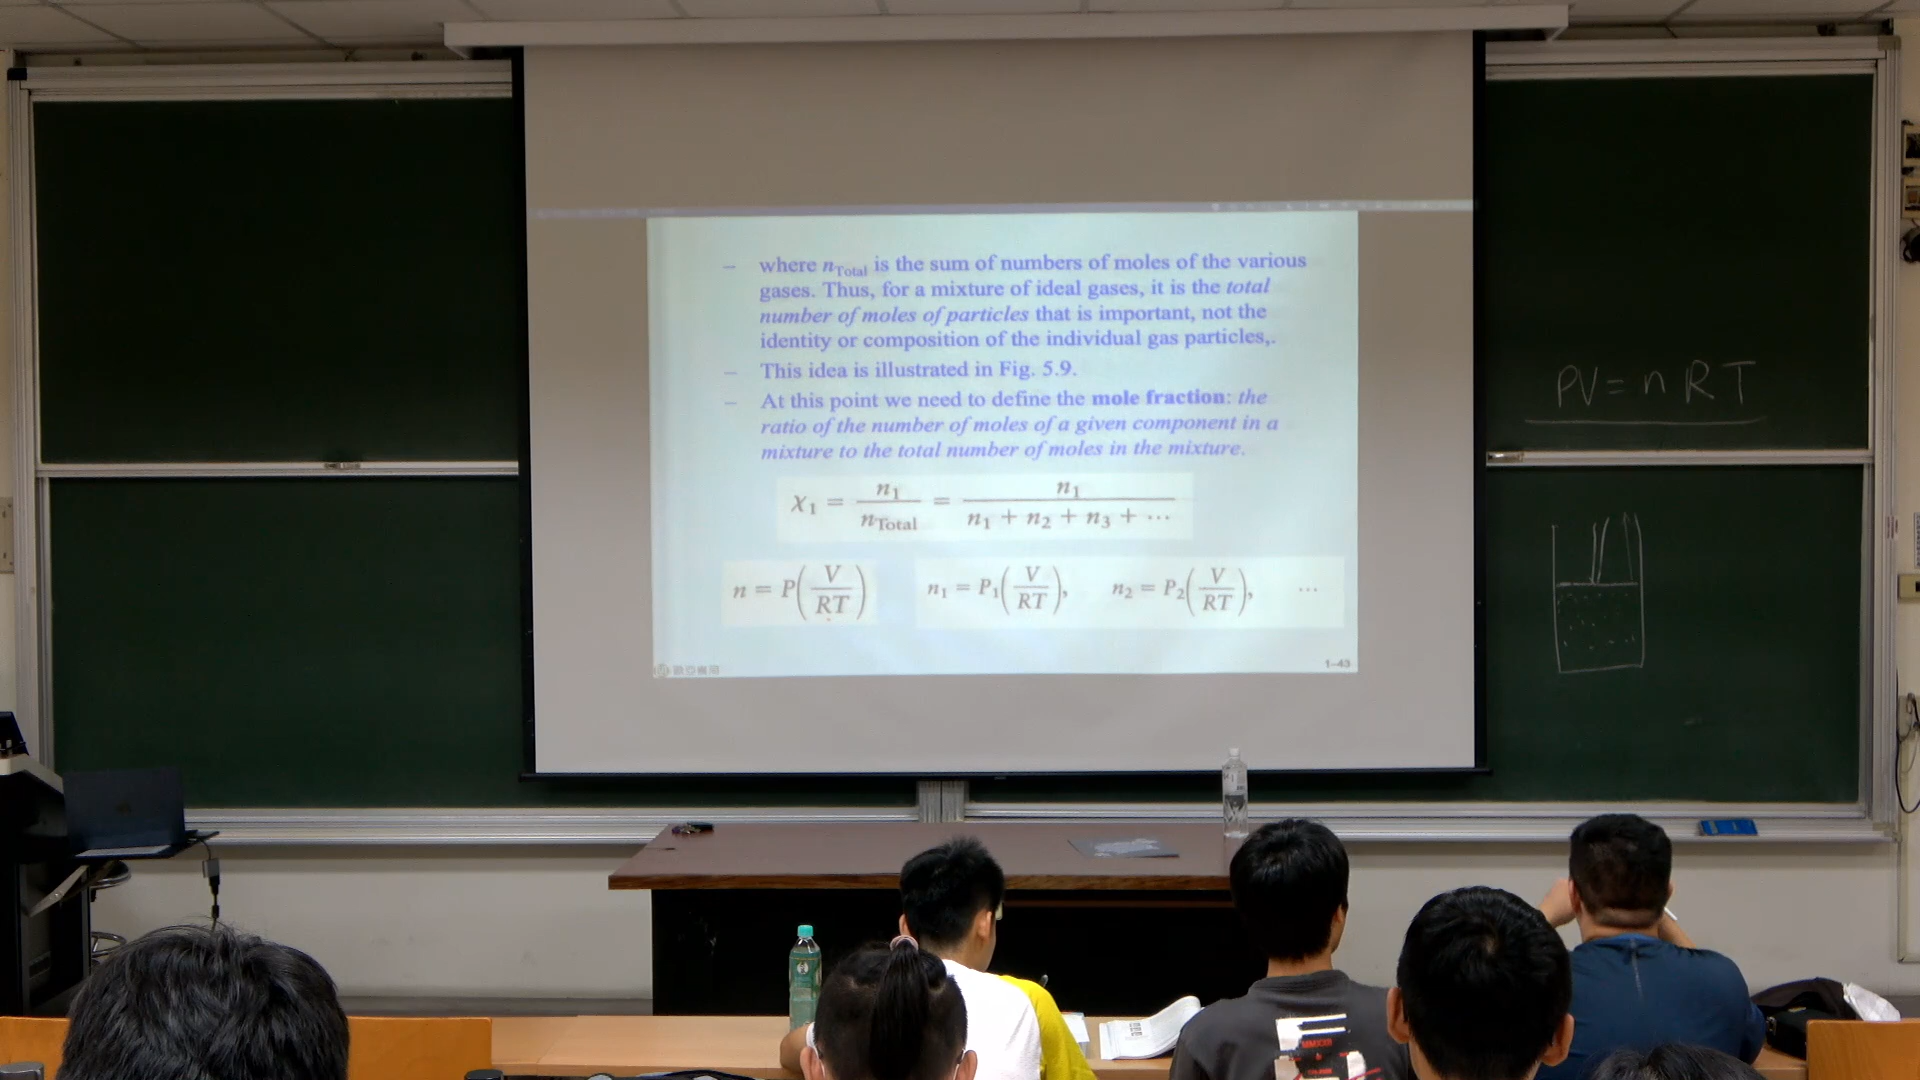 – where nTotal is the sum of numbers of moles of the various
gases. Thus, for a mixture of ideal gases, it is the total
number of moles of particles that is important, not the
identity or composition of the individual gas particles,.
– This idea is illustrated in Fig. 5.9.
– At this point we need to define the mole fraction: the
ratio of the number of moles of a given component in a
mixture to the total number of moles in the mixture.
χ1 = n1/nTotal = n1/(n1 + n2 + n3 + ···)
n = P(V/RT) n1 = P1(V/RT), n2 = P2(V/RT), ···
1–43
PV = nRT